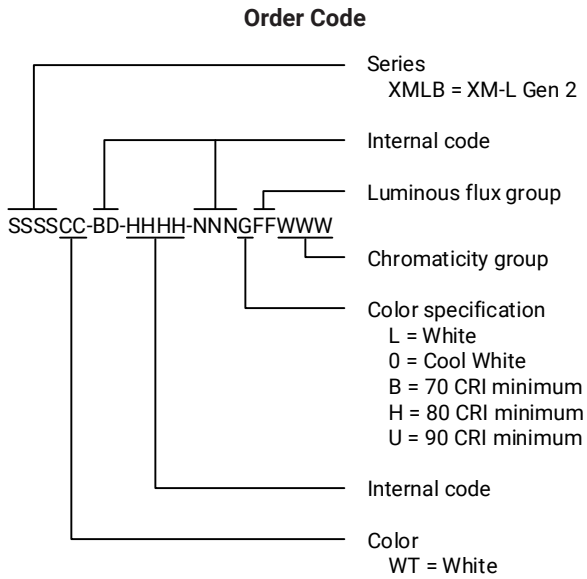 Order Code
Series
XMLB = XM-L Gen 2
Internal code
Luminous flux group
SSSSCC-BD-HHHH-NNNGFFWWW
Chromaticity group
Color specification
L = White
0 = Cool White
B = 70 CRI minimum
H = 80 CRI minimum
U = 90 CRI minimum
Internal code
Color
WT = White